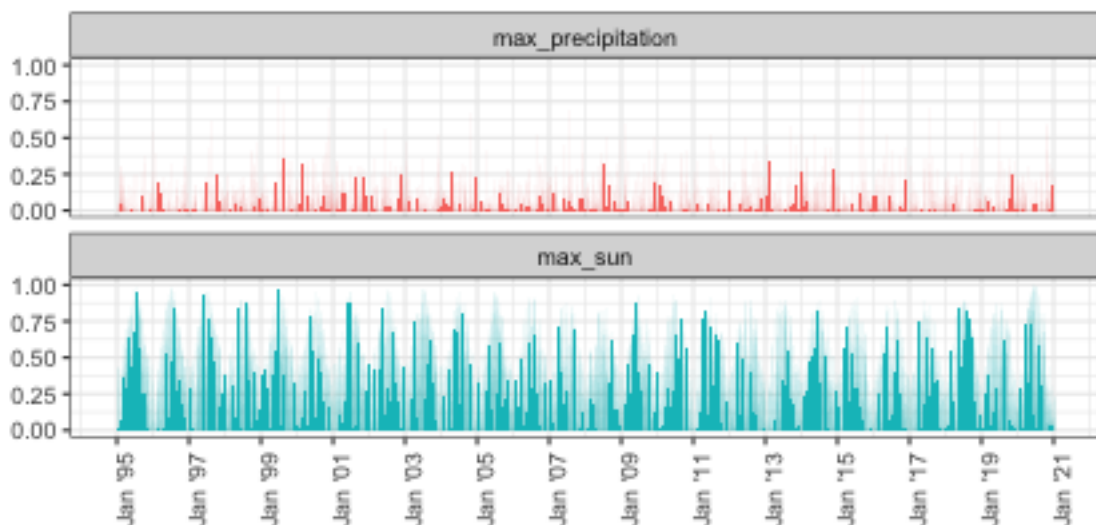 max_precipitation
1.00
0.75
0.50
0.25
0.00
max_sun
1.00
0.75
0.50
0.25
0.00
Jan '95
Jan '97
Jan '99
Jan '01
Jan '03
Jan '05
Jan '07
Jan '09
Jan '11
Jan '13
Jan '15
Jan '17
Jan '19
Jan '21